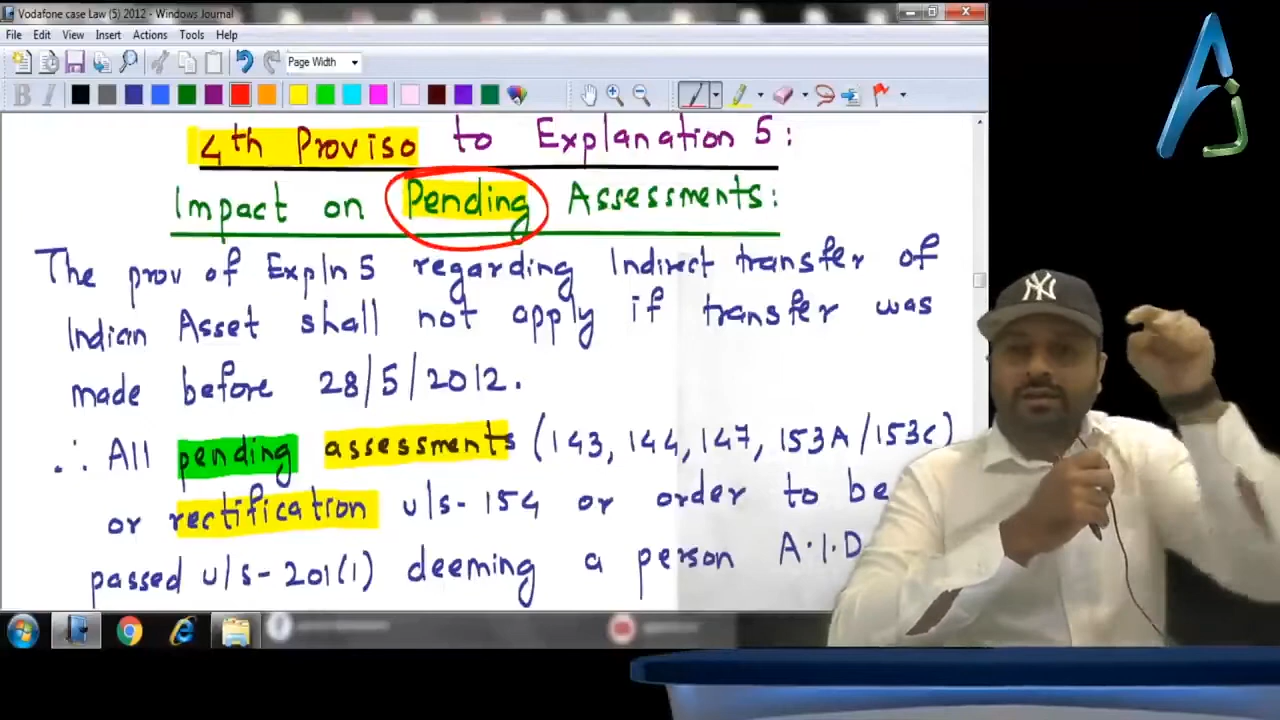 Vodafone case Law (5) 2012 - Windows Journal
File Edit View Insert Actions Tools Help
Page Width
B I
4th Proviso to Explanation 5:
Impact on Pending Assessments:
The prov of Expln 5 regarding Indirect transfer of
Indian Asset shall not apply if transfer was
made before 28/5/2012.
∴ All pending assessments (143, 144, 147, 153A/153C)
or rectification u/s-154 or order to be
passed u/s-201(1) deeming a person A.I.D
NY
AJ